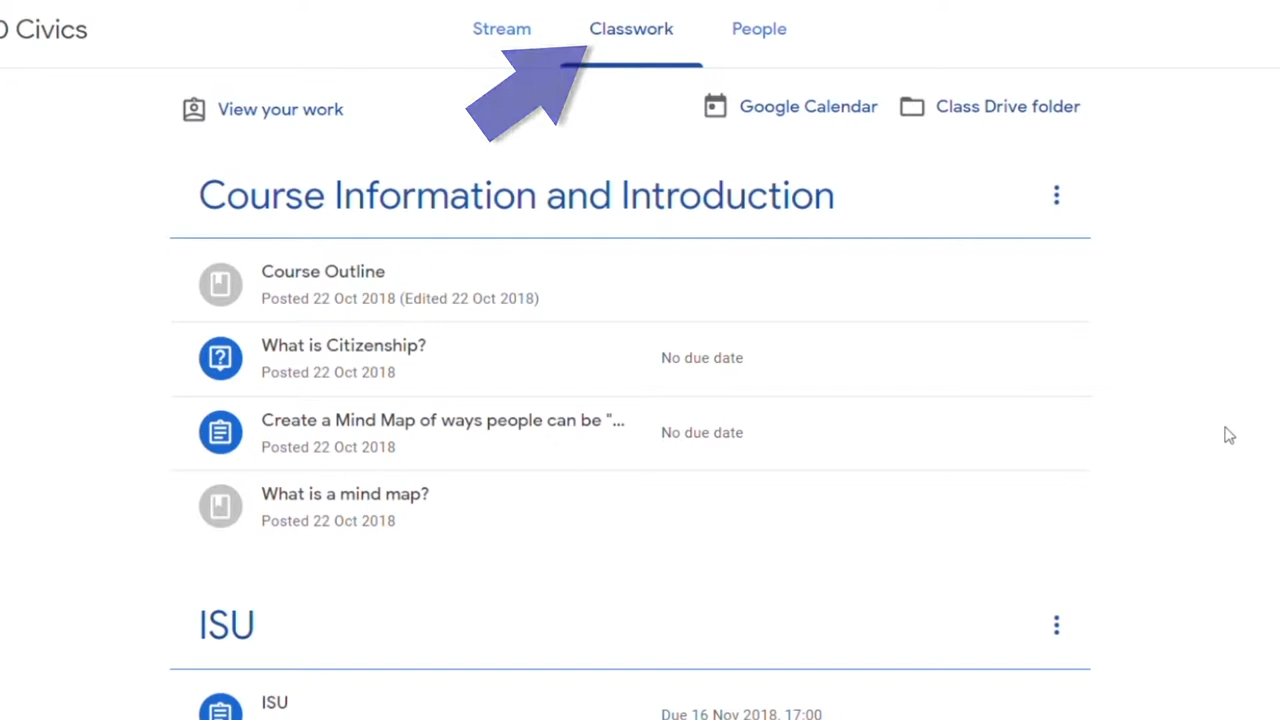 0 Civics
Stream
Classwork
People
View your work
Google Calendar
Class Drive folder
Course Information and Introduction
Course Outline
Posted 22 Oct 2018 (Edited 22 Oct 2018)
What is Citizenship?
Posted 22 Oct 2018
No due date
Create a Mind Map of ways people can be "...
Posted 22 Oct 2018
No due date
What is a mind map?
Posted 22 Oct 2018
ISU
ISU
Due 16 Nov 2018, 17:00